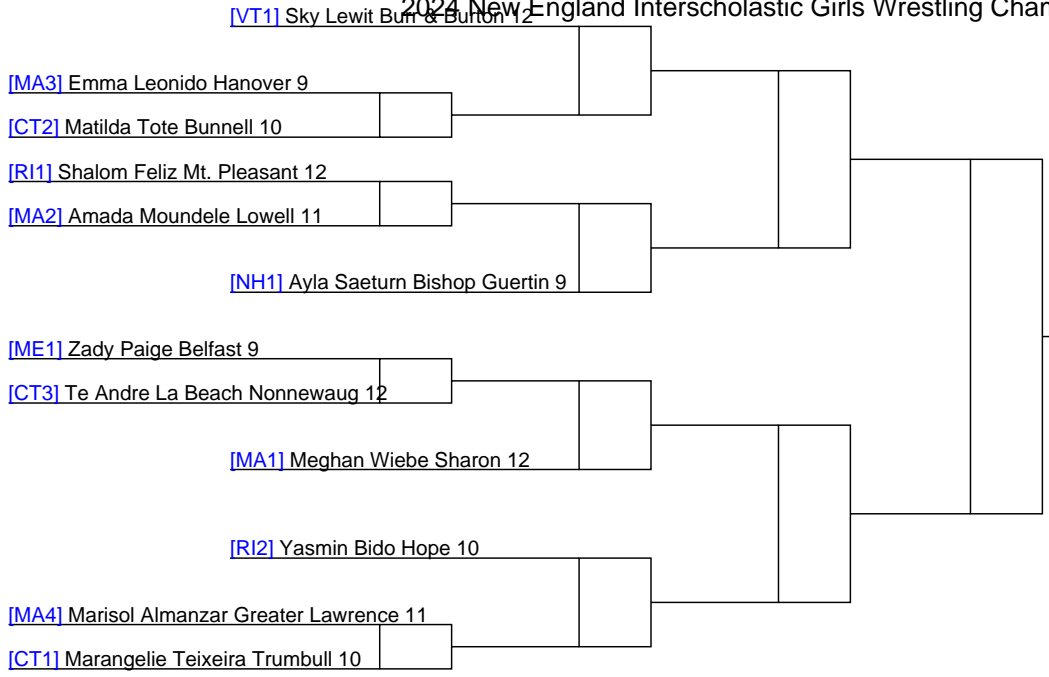 2024 New England Interscholastic Girls Wrestling Cham
[VT1] Sky Lewit Burr & Burton 12
[MA3] Emma Leonido Hanover 9
[CT2] Matilda Tote Bunnell 10
[RI1] Shalom Feliz Mt. Pleasant 12
[MA2] Amada Moundele Lowell 11
[NH1] Ayla Saeturn Bishop Guertin 9
[ME1] Zady Paige Belfast 9
[CT3] Te Andre La Beach Nonnewaug 12
[MA1] Meghan Wiebe Sharon 12
[RI2] Yasmin Bido Hope 10
[MA4] Marisol Almanzar Greater Lawrence 11
[CT1] Marangelie Teixeira Trumbull 10